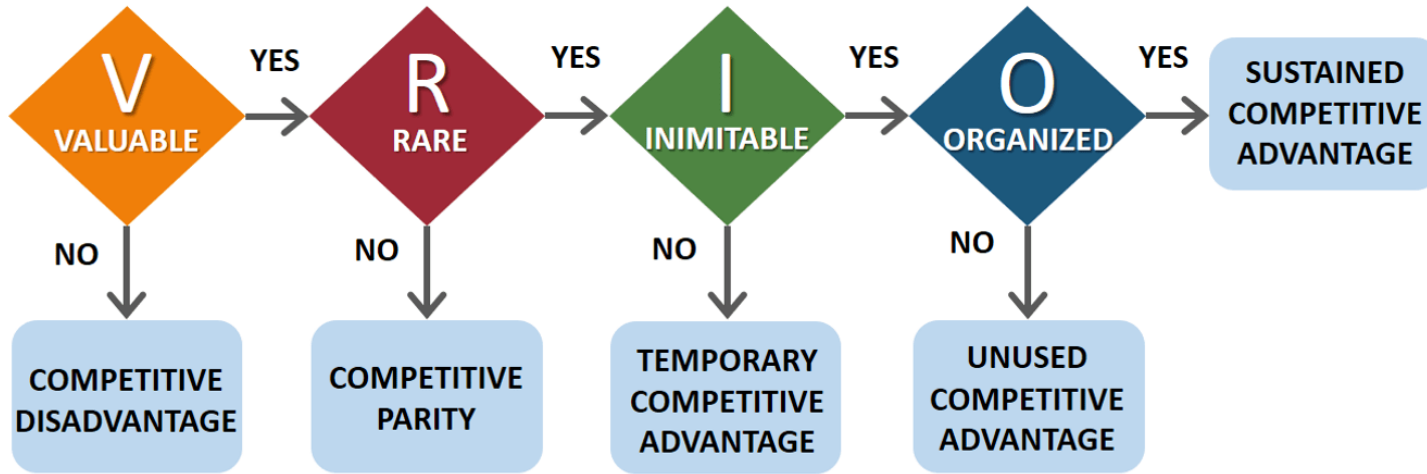 V
VALUABLE
YES
R
RARE
YES
I
INIMITABLE
YES
O
ORGANIZED
YES
SUSTAINED
COMPETITIVE
ADVANTAGE
NO
NO
NO
NO
COMPETITIVE
DISADVANTAGE
COMPETITIVE
PARITY
TEMPORARY
COMPETITIVE
ADVANTAGE
UNUSED
COMPETITIVE
ADVANTAGE